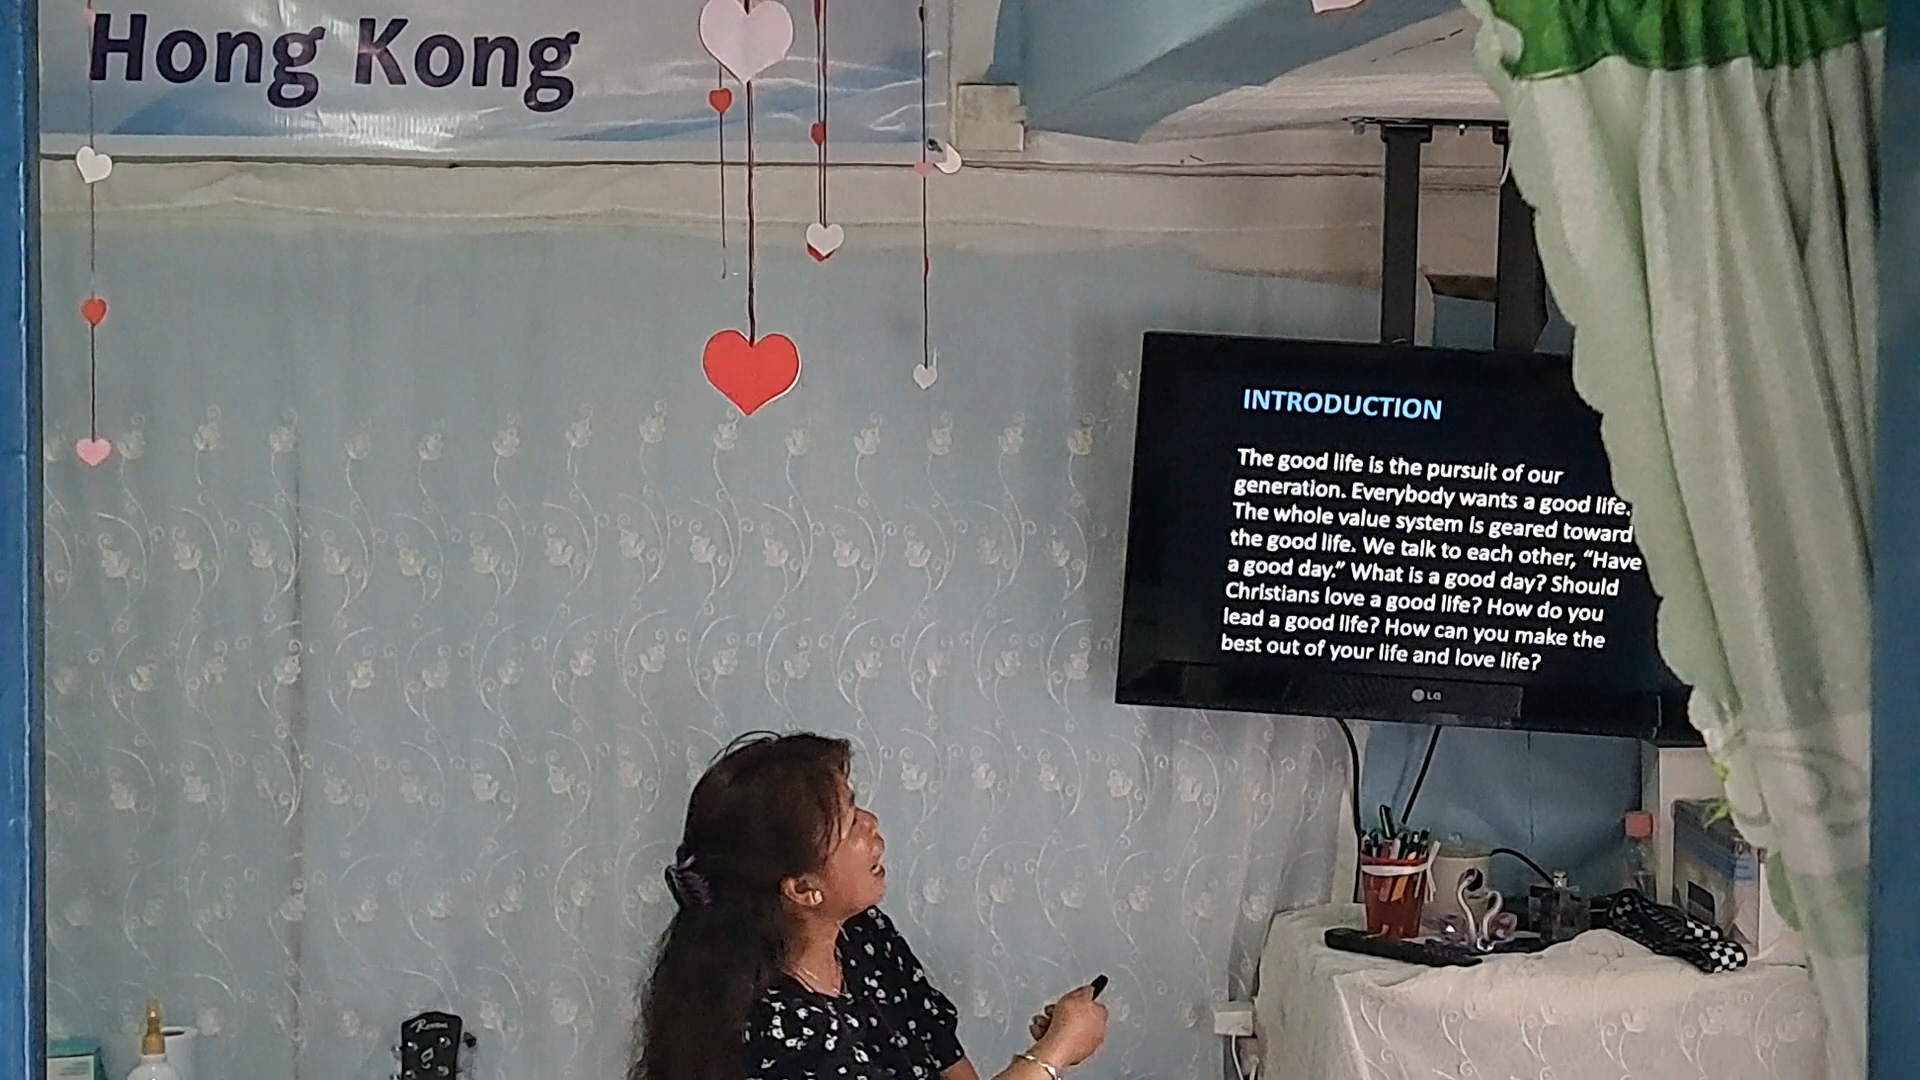 Hong Kong
INTRODUCTION
The good life is the pursuit of our
generation. Everybody wants a good life.
The whole value system is geared toward
the good life. We talk to each other, “Have
a good day.” What is a good day? Should
Christians love a good life? How do you
lead a good life? How can you make the
best out of your life and love life?
LG